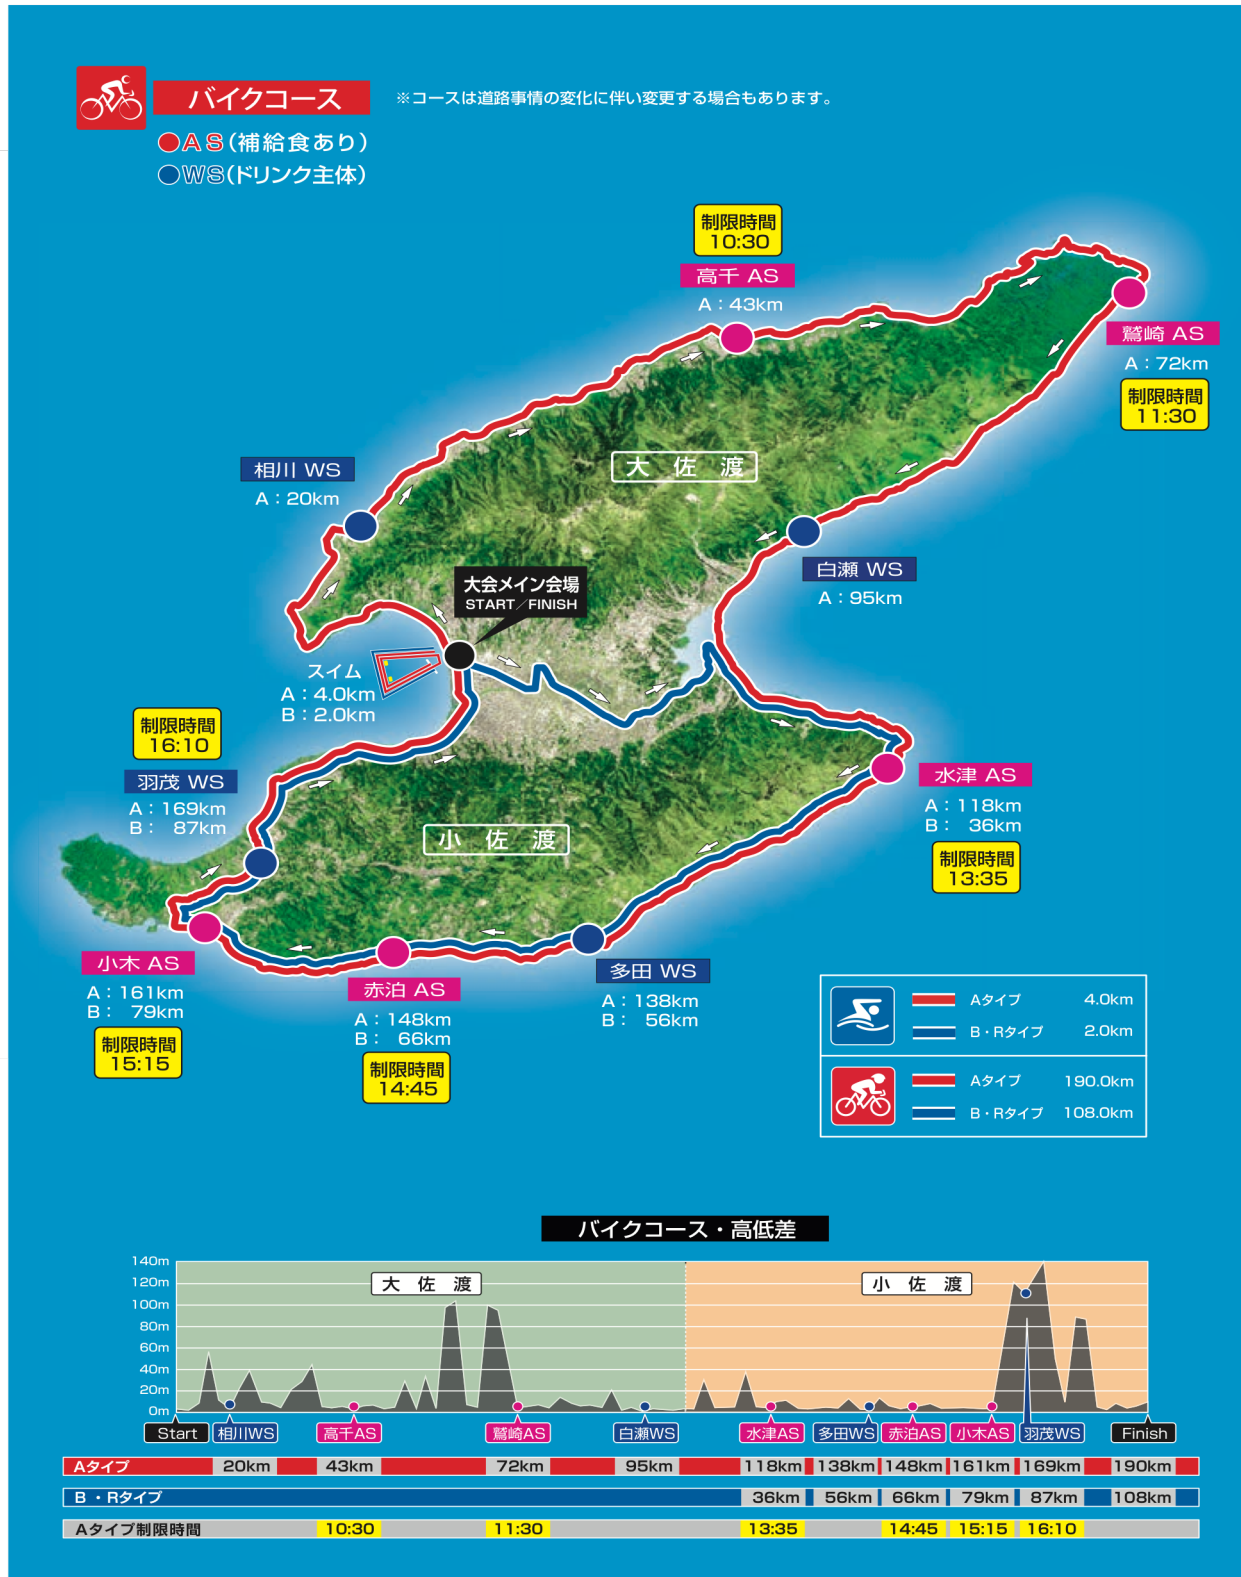 バイクコース
※コースは道路事情の変化に伴い変更する場合もあります。
AS(補給食あり)
WS(ドリンク主体)
制限時間
10:30
高千 AS
A：43km
鷲崎 AS
A：72km
制限時間
11:30
大佐渡
相川 WS
A：20km
白瀬 WS
A：95km
大会メイン会場
START／FINISH
スイム
A：4.0km
B：2.0km
制限時間
16:10
羽茂 WS
A：169km
B： 87km
水津 AS
A：118km
B： 36km
制限時間
13:35
小佐渡
小木 AS
A：161km
B： 79km
制限時間
15:15
赤泊 AS
A：148km
B： 66km
制限時間
14:45
多田 WS
A：138km
B： 56km
Aタイプ 4.0km
B・Rタイプ 2.0km
Aタイプ 190.0km
B・Rタイプ 108.0km
バイクコース・高低差
140m
120m
100m
80m
60m
40m
20m
0m
大佐渡
小佐渡
Start 相川WS 高千AS 鷲崎AS 白瀬WS 水津AS 多田WS 赤泊AS 小木AS 羽茂WS Finish
Aタイプ 20km 43km 72km 95km 118km 138km 148km 161km 169km 190km
B・Rタイプ 36km 56km 66km 79km 87km 108km
Aタイプ制限時間 10:30 11:30 13:35 14:45 15:15 16:10